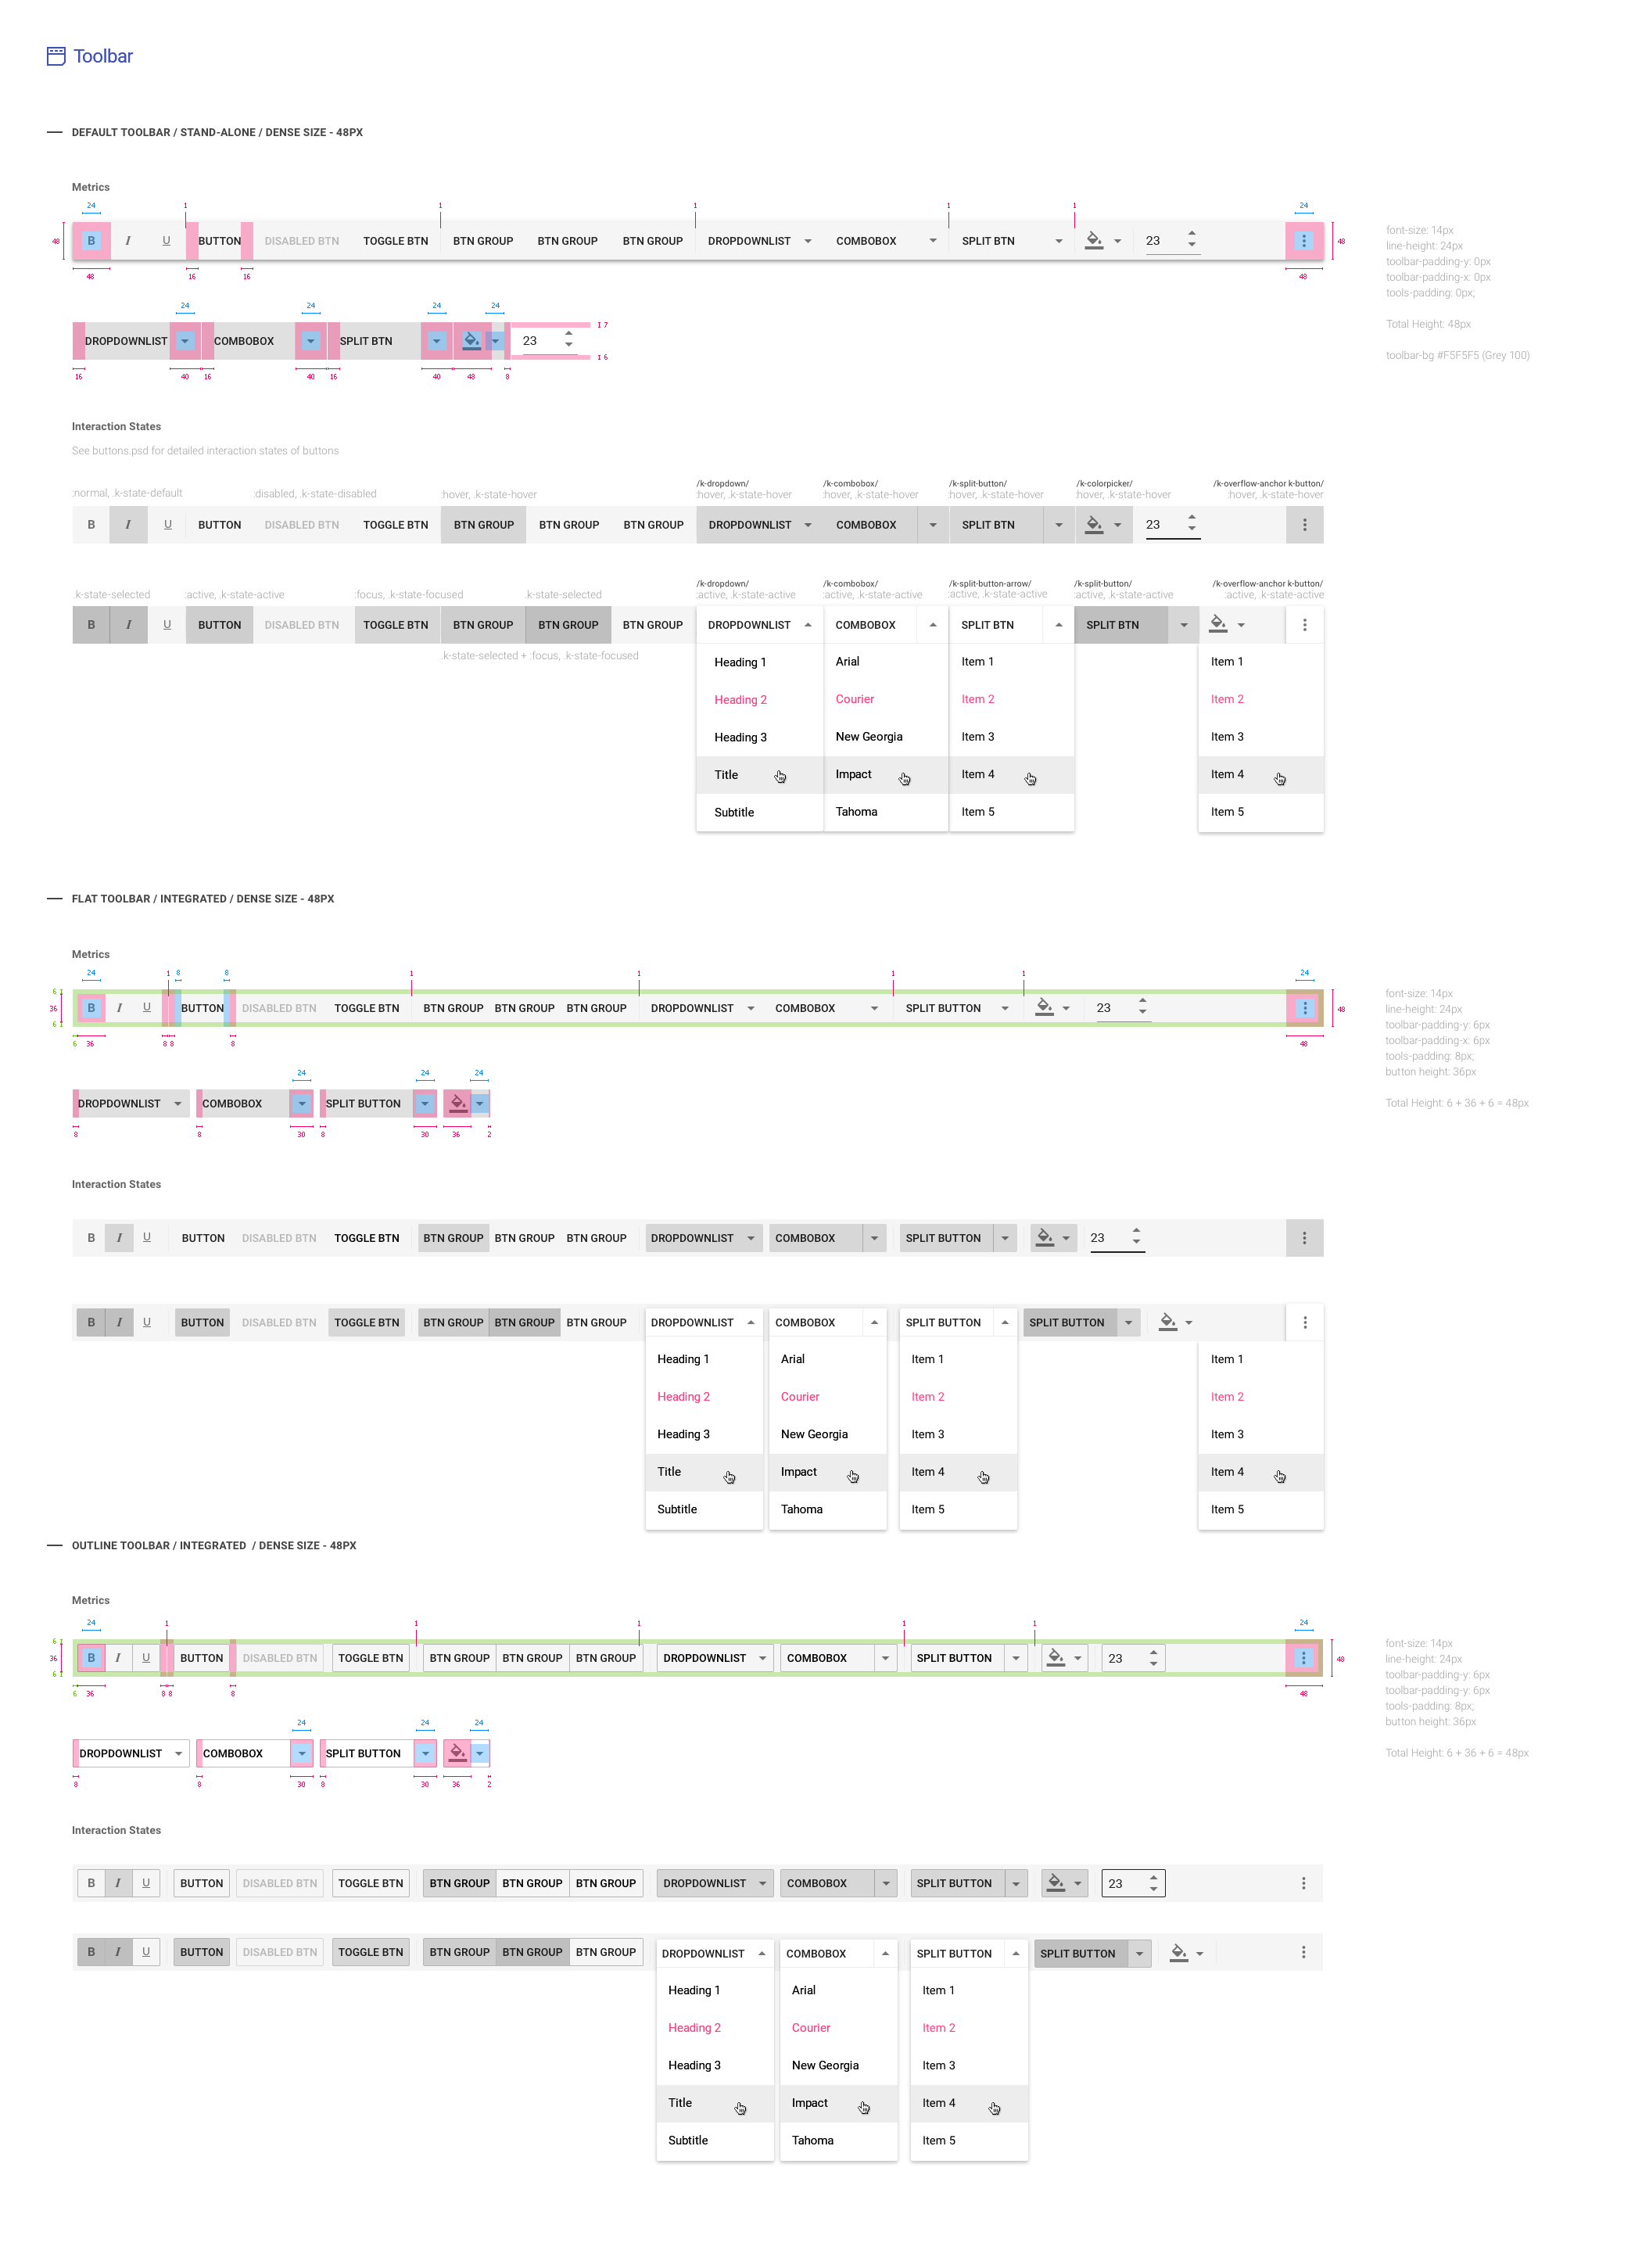 Toolbar
DEFAULT TOOLBAR / STAND-ALONE / DENSE SIZE - 48PX
Metrics
24 1 1 1 1 1 24
48 B I U BUTTON DISABLED BTN TOGGLE BTN BTN GROUP BTN GROUP BTN GROUP DROPDOWNLIST COMBOBOX SPLIT BTN 23 48
48 16 16 48
font-size: 14px
line-height: 24px
toolbar-padding-y: 0px
toolbar-padding-x: 0px
tools-padding: 0px;
Total Height: 48px
toolbar-bg #F5F5F5 (Grey 100)
24 24 24 24
DROPDOWNLIST COMBOBOX SPLIT BTN 23 7
6
16 40 16 40 16 40 48 8
Interaction States
See buttons.psd for detailed interaction states of buttons
/k-dropdown/ /k-combobox/ /k-split-button/ /k-colorpicker/ /k-overflow-anchor k-button/
:normal, .k-state-default :disabled, .k-state-disabled :hover, .k-state-hover :hover, .k-state-hover :hover, .k-state-hover :hover, .k-state-hover :hover, .k-state-hover :hover, .k-state-hover
B I U BUTTON DISABLED BTN TOGGLE BTN BTN GROUP BTN GROUP BTN GROUP DROPDOWNLIST COMBOBOX SPLIT BTN 23
/k-dropdown/ /k-combobox/ /k-split-button-arrow/ /k-split-button/ /k-overflow-anchor k-button/
.k-state-selected :active, .k-state-active :focus, .k-state-focused .k-state-selected :active, .k-state-active :active, .k-state-active :active, .k-state-active :active, .k-state-active :active, .k-state-active
B I U BUTTON DISABLED BTN TOGGLE BTN BTN GROUP BTN GROUP BTN GROUP DROPDOWNLIST COMBOBOX SPLIT BTN SPLIT BTN
.k-state-selected + :focus, .k-state-focused
Heading 1 Arial Item 1 Item 1
Heading 2 Courier Item 2 Item 2
Heading 3 New Georgia Item 3 Item 3
Title Impact Item 4 Item 4
Subtitle Tahoma Item 5 Item 5
FLAT TOOLBAR / INTEGRATED / DENSE SIZE - 48PX
Metrics
24 1 8 8 1 1 1 1 24
6
36 B I U BUTTON DISABLED BTN TOGGLE BTN BTN GROUP BTN GROUP BTN GROUP DROPDOWNLIST COMBOBOX SPLIT BUTTON 23 48
6
6 36 8 8 8 48
font-size: 14px
line-height: 24px
toolbar-padding-y: 6px
toolbar-padding-x: 6px
tools-padding: 8px;
button height: 36px
Total Height: 6 + 36 + 6 = 48px
24 24 24
DROPDOWNLIST COMBOBOX SPLIT BUTTON
8 8 30 8 30 36 2
Interaction States
B I U BUTTON DISABLED BTN TOGGLE BTN BTN GROUP BTN GROUP BTN GROUP DROPDOWNLIST COMBOBOX SPLIT BUTTON 23
B I U BUTTON DISABLED BTN TOGGLE BTN BTN GROUP BTN GROUP BTN GROUP DROPDOWNLIST COMBOBOX SPLIT BUTTON SPLIT BUTTON
Heading 1 Arial Item 1 Item 1
Heading 2 Courier Item 2 Item 2
Heading 3 New Georgia Item 3 Item 3
Title Impact Item 4 Item 4
Subtitle Tahoma Item 5 Item 5
OUTLINE TOOLBAR / INTEGRATED / DENSE SIZE - 48PX
Metrics
24 1 1 1 1 1 24
6
36 B I U BUTTON DISABLED BTN TOGGLE BTN BTN GROUP BTN GROUP BTN GROUP DROPDOWNLIST COMBOBOX SPLIT BUTTON 23 48
6
6 36 8 8 8 48
font-size: 14px
line-height: 24px
toolbar-padding-y: 6px
toolbar-padding-y: 6px
tools-padding: 8px;
button height: 36px
Total Height: 6 + 36 + 6 = 48px
24 24 24
DROPDOWNLIST COMBOBOX SPLIT BUTTON
8 8 30 8 30 36 2
Interaction States
B I U BUTTON DISABLED BTN TOGGLE BTN BTN GROUP BTN GROUP BTN GROUP DROPDOWNLIST COMBOBOX SPLIT BUTTON 23
B I U BUTTON DISABLED BTN TOGGLE BTN BTN GROUP BTN GROUP BTN GROUP DROPDOWNLIST COMBOBOX SPLIT BUTTON SPLIT BUTTON
Heading 1 Arial Item 1
Heading 2 Courier Item 2
Heading 3 New Georgia Item 3
Title Impact Item 4
Subtitle Tahoma Item 5